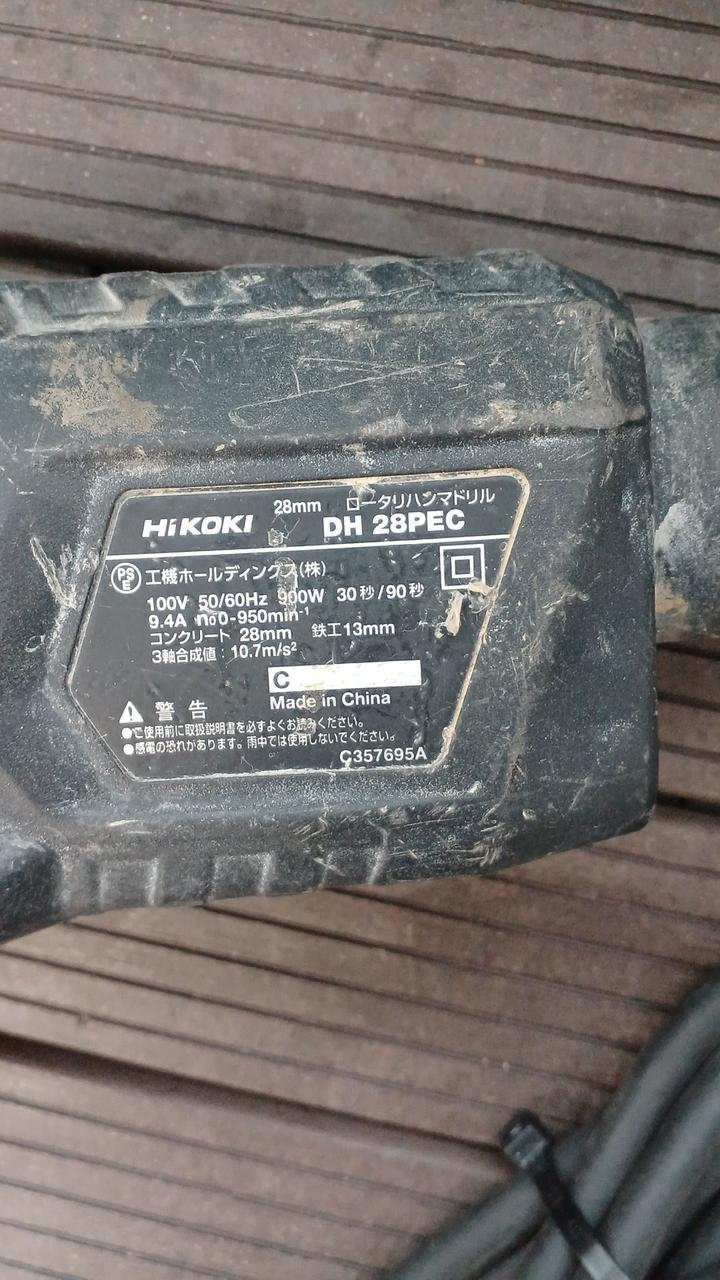 28mm ロータリハンマドリル
HiKOKI DH 28PEC
PSE 工機ホールディングス(株)
100V 50/60Hz 900W 30秒/90秒
9.4A n₀0-950min⁻¹
コンクリート 28mm 鉄工13mm
3軸合成値:10.7m/s²
C
Made in China
警告
●ご使用前に取扱説明書を必ずよくお読みください。
●感電の恐れがあります。雨中では使用しないでください。
C357695A